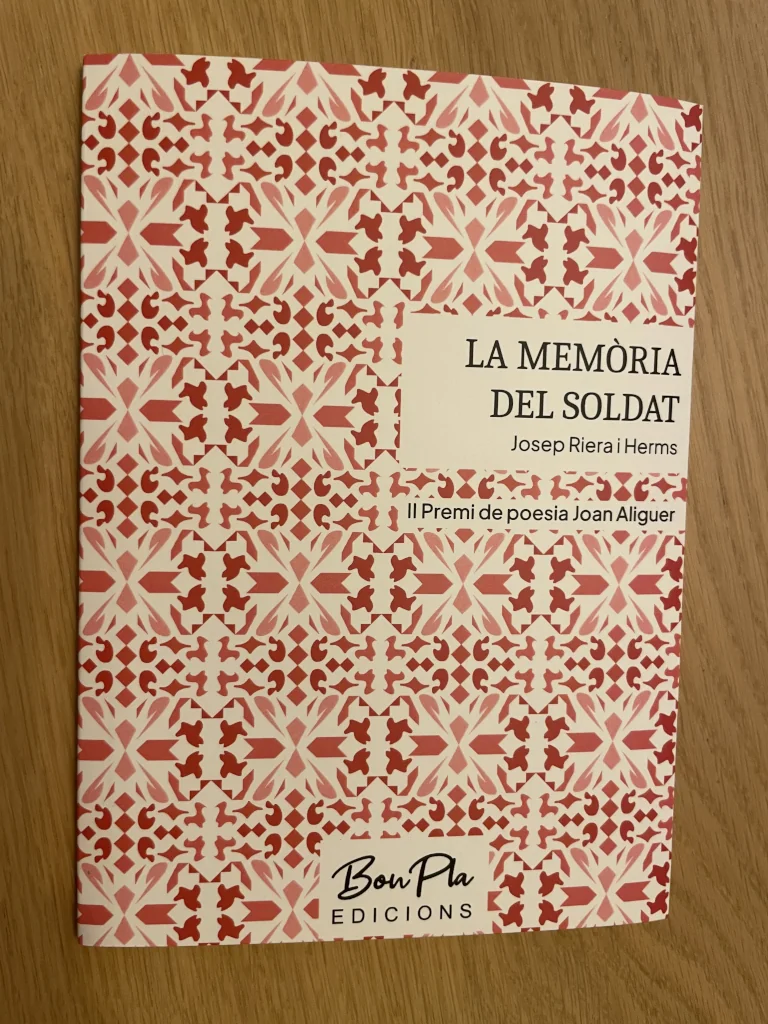 LA MEMÒRIA
DEL SOLDAT
Josep Riera i Herms
II Premi de poesia Joan Aliguer
Bon Pla
EDICIONS